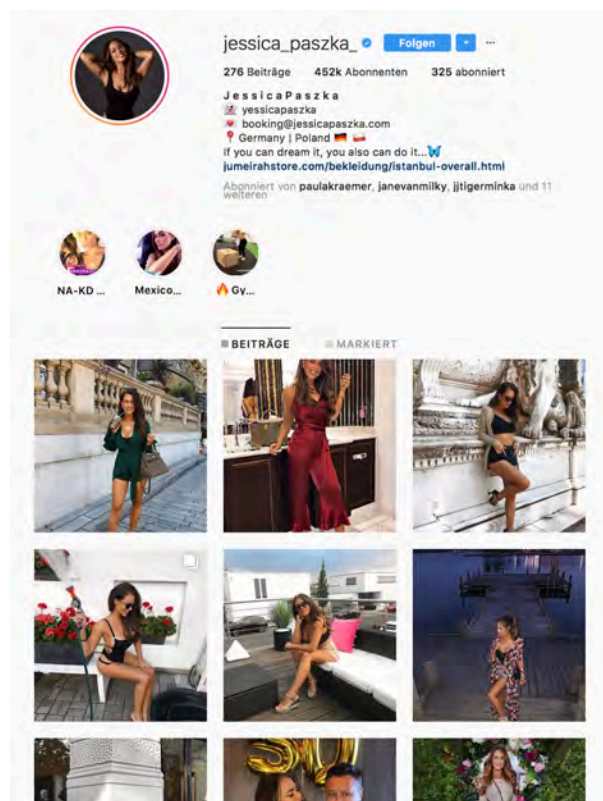 jessica_paszka_ Folgen ...
276 Beiträge 452k Abonnenten 325 abonniert
JessicaPaszka
yessicapaszka
booking@jessicapaszka.com
Germany | Poland
If you can dream it, you also can do it...
jumeirahstore.com/bekleidung/istanbul-overall.html
Abonniert von paulakraemer, janevanmilky, jjtigerminka und 11
weiteren
NA-KD ... Mexico... Gy...
BEITRÄGE MARKIERT